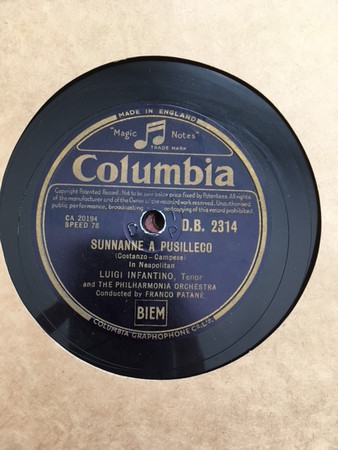 MADE IN ENGLAND
"Magic Notes"
TRADE MARK
Columbia
Copyright Patented Record. Not to be sold below price fixed by Patentees. All rights
of the manufacturer and of the Owner of the recorded work reserved. Unauthorised
public performance, broadcasting and copying of this record prohibited.
CA 20194
SPEED 78
D.B. 2314
SUNNANNE A PUSILLECO
(Costanzo - Campese)
In Neapolitan
LUIGI INFANTINO, Tenor
and THE PHILHARMONIA ORCHESTRA
Conducted by FRANCO PATANE
BIEM
COLUMBIA GRAPHOPHONE CO. LTD.